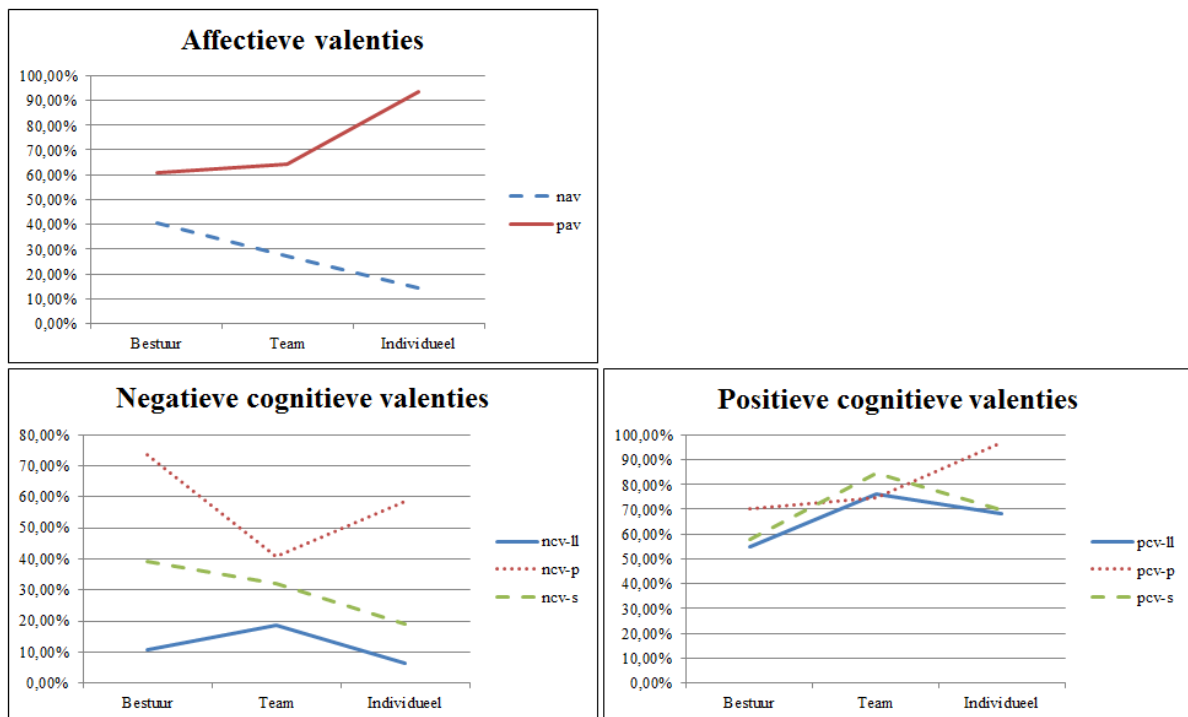 Affectieve valenties
100,00%
90,00%
80,00%
70,00%
60,00%
50,00%
40,00%
30,00%
20,00%
10,00%
0,00%
Bestuur Team Individueel
nav
pav
Negatieve cognitieve valenties
80,00%
70,00%
60,00%
50,00%
40,00%
30,00%
20,00%
10,00%
0,00%
Bestuur Team Individueel
ncv-ll
ncv-p
ncv-s
Positieve cognitieve valenties
100,00%
90,00%
80,00%
70,00%
60,00%
50,00%
40,00%
30,00%
20,00%
10,00%
0,00%
Bestuur Team Individueel
pcv-ll
pcv-p
pcv-s